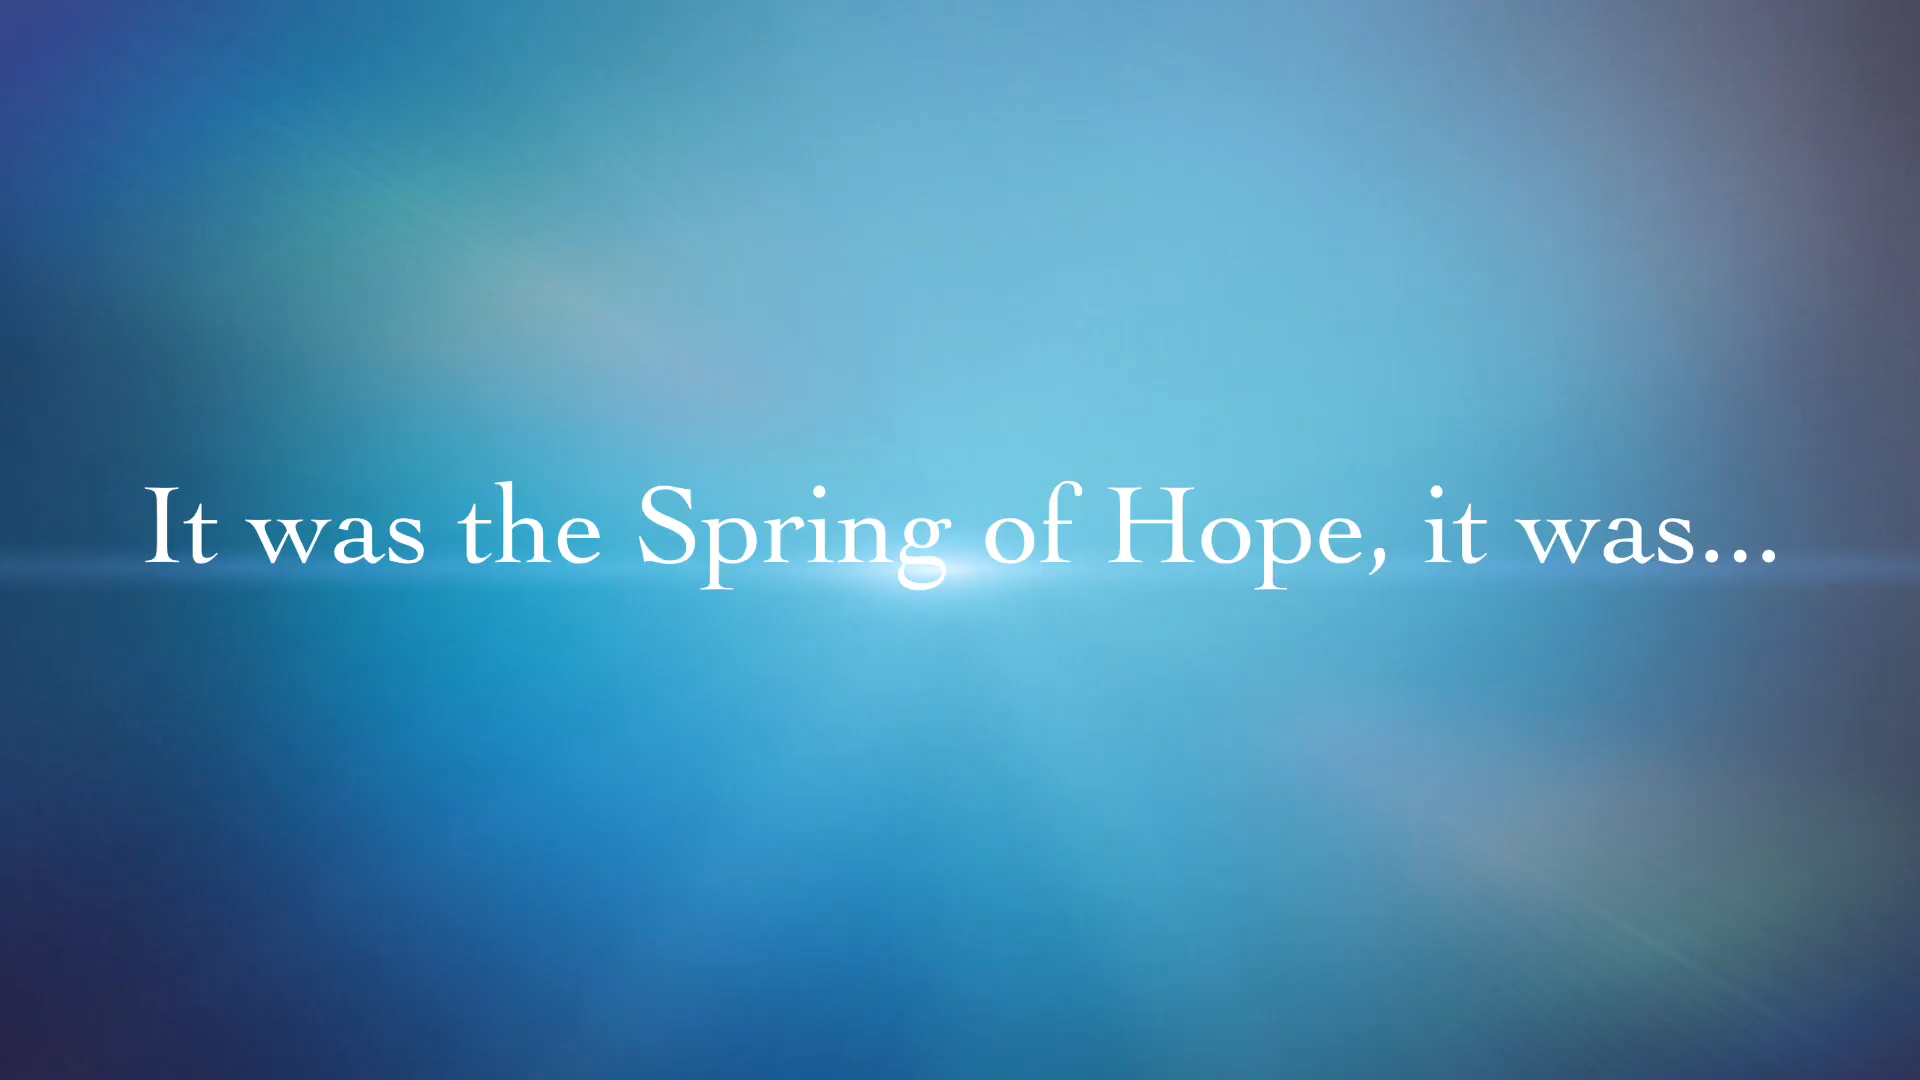 It was the Spring of Hope, it was...